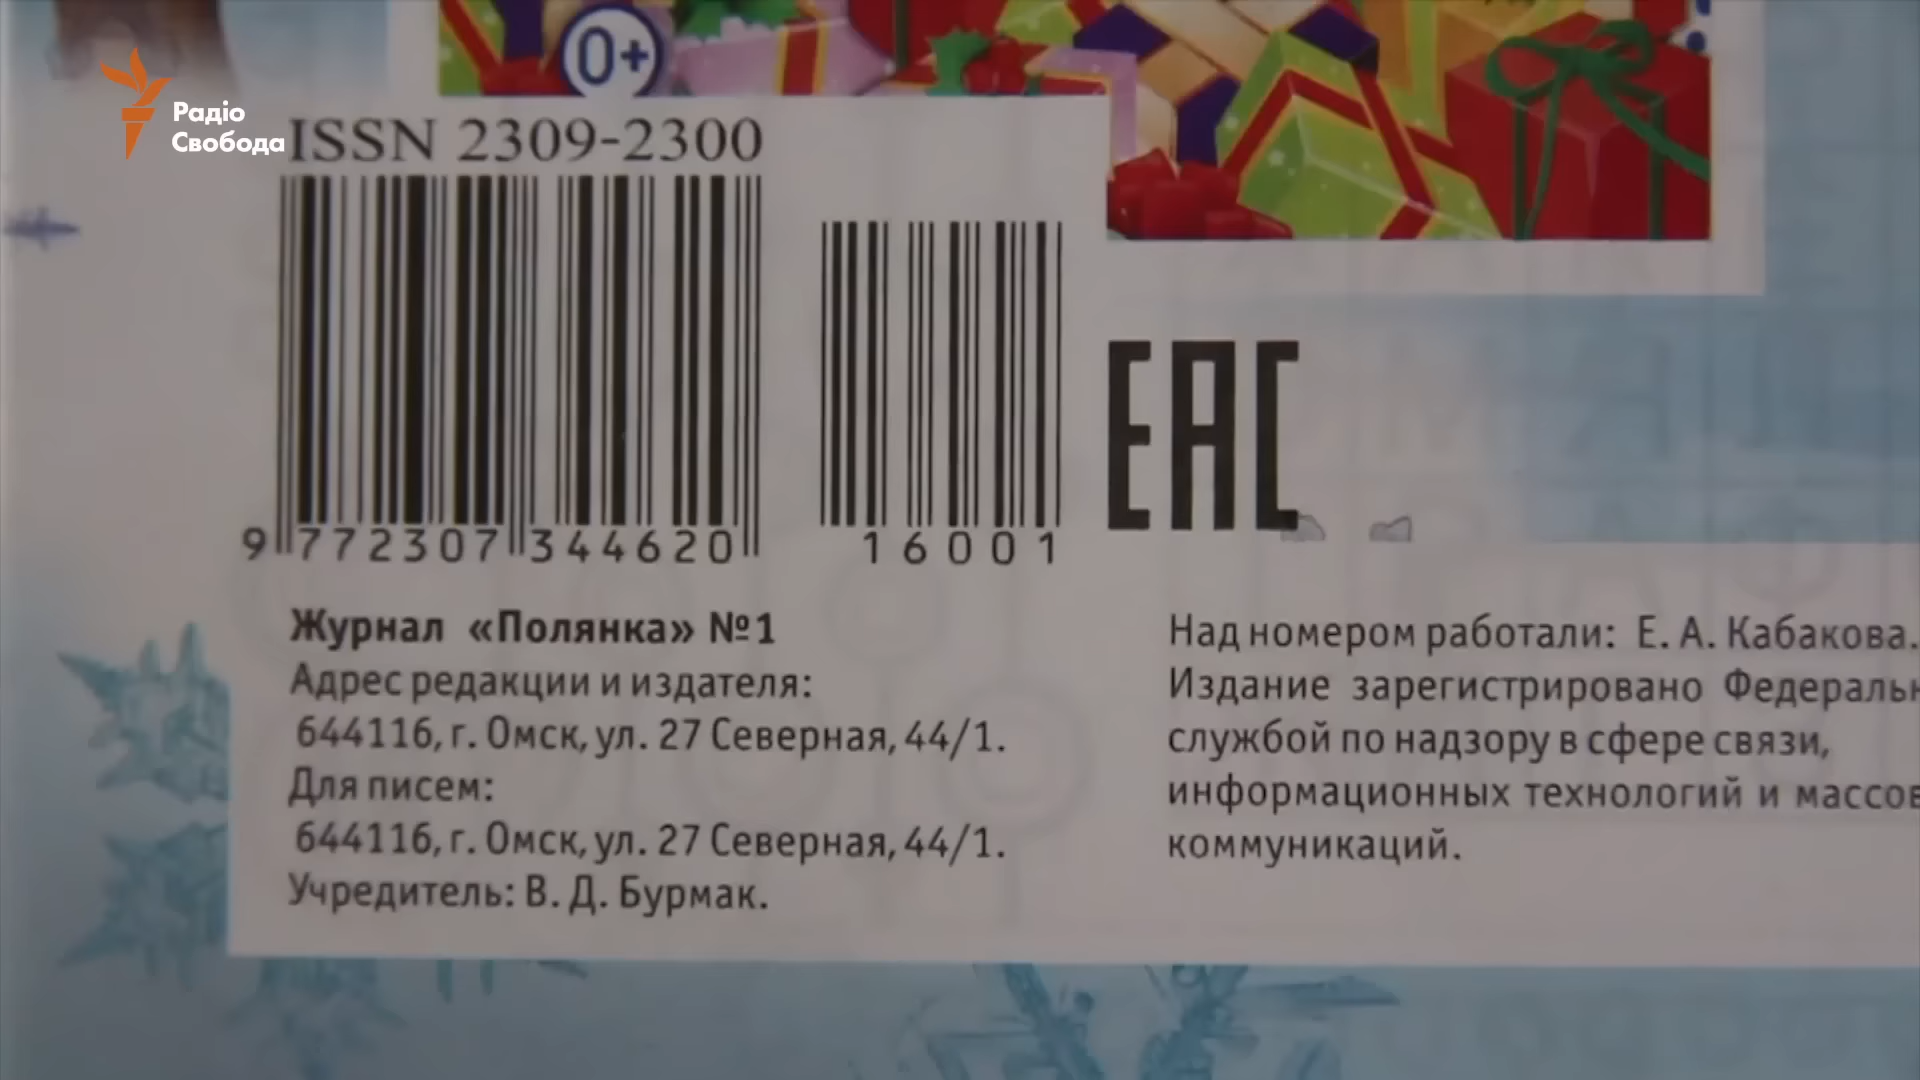 0+
Радіо
Свобода
ISSN 2309-2300
9 772307 344620
16001
EAC
Журнал «Полянка» №1
Адрес редакции и издателя:
644116, г. Омск, ул. 27 Северная, 44/1.
Для писем:
644116, г. Омск, ул. 27 Северная, 44/1.
Учредитель: В. Д. Бурмак.
Над номером работали: Е. А. Кабакова.
Издание зарегистрировано
службой по надзору в сфере связи,
информационных технологий и
коммуникаций.